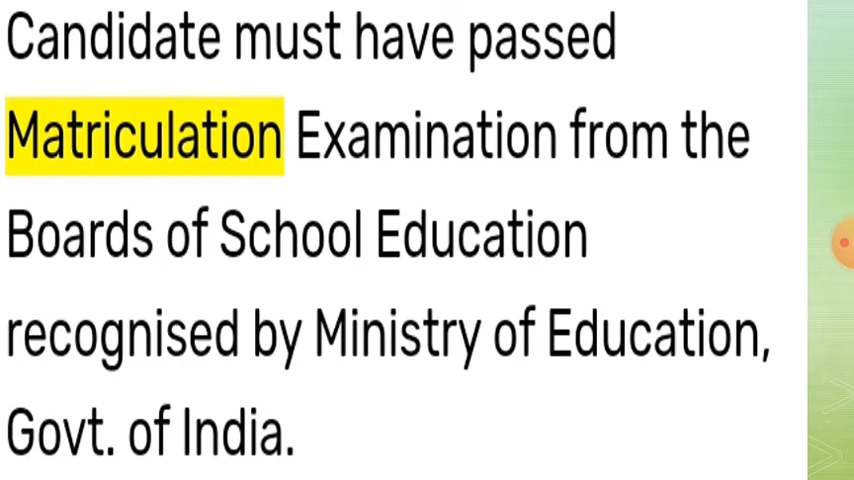 Candidate must have passed
Matriculation Examination from the
Boards of School Education
recognised by Ministry of Education,
Govt. of India.